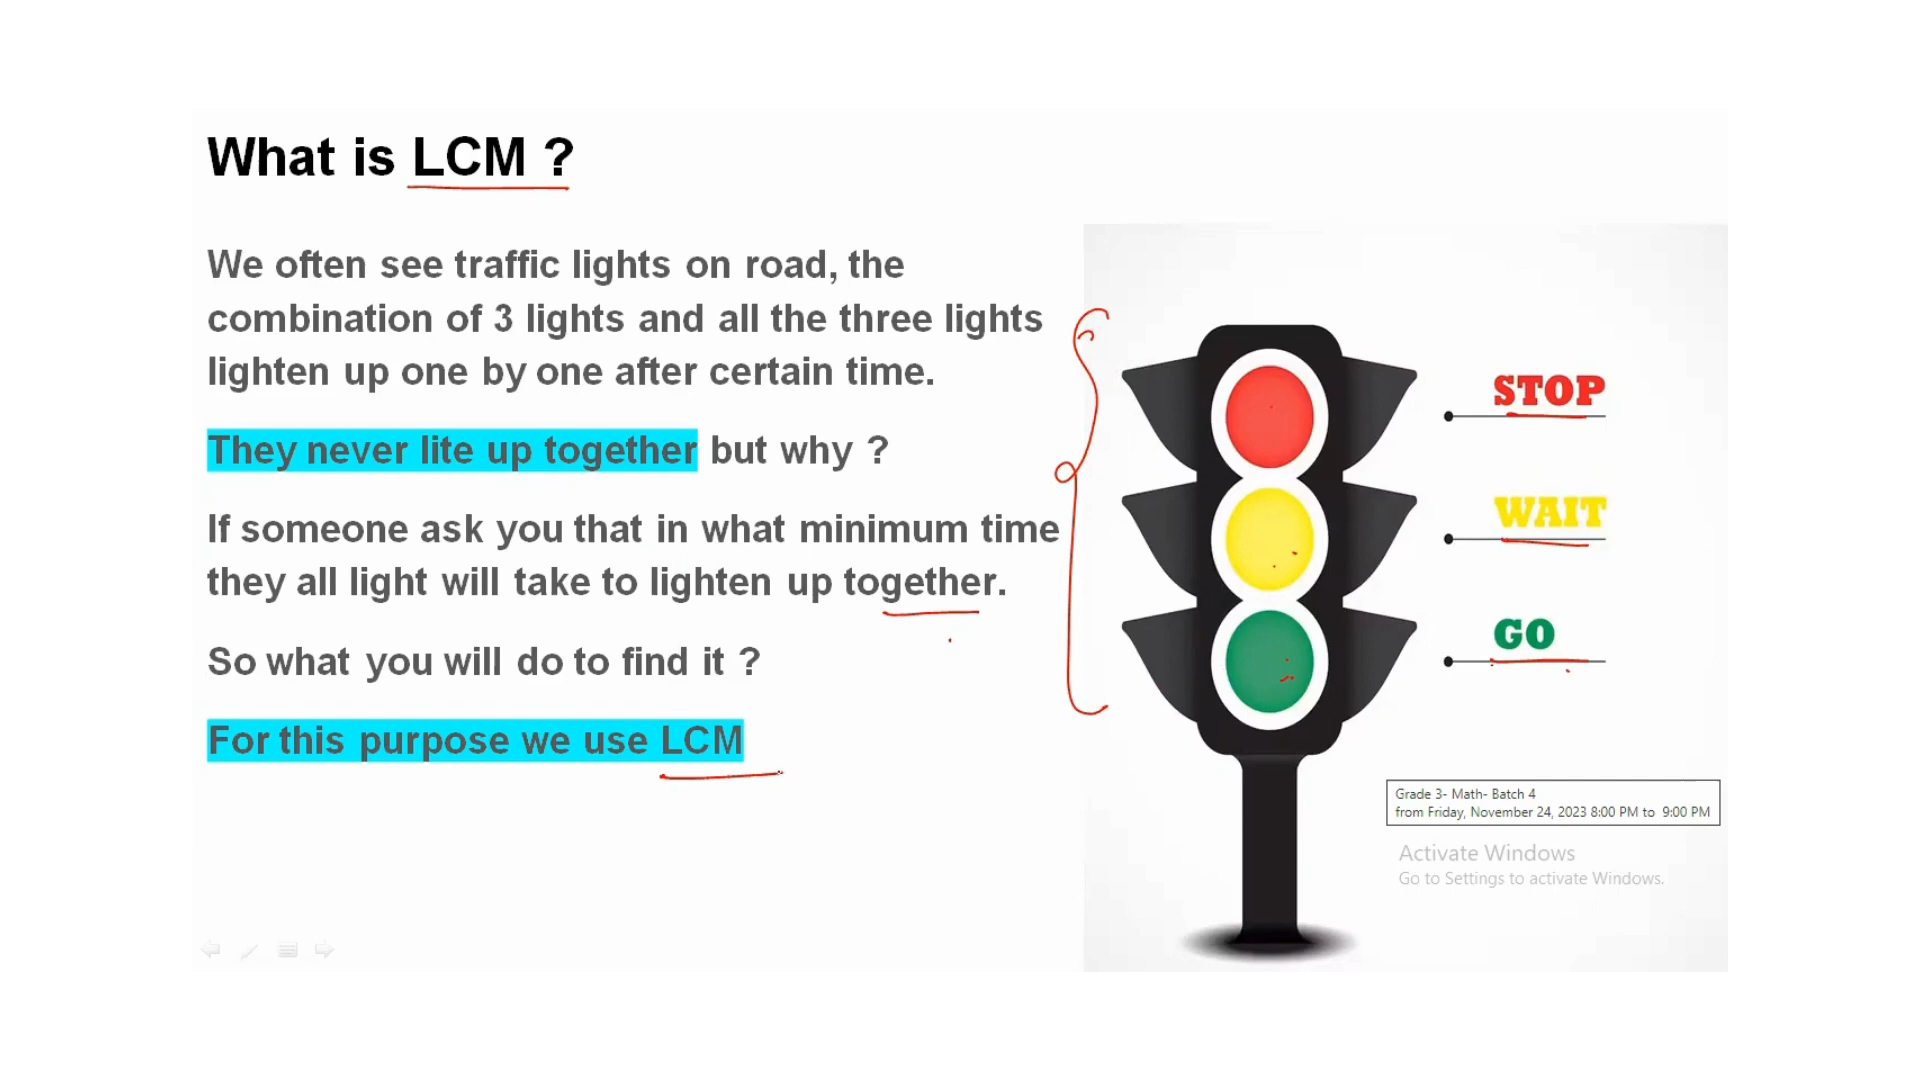 What is LCM ?
We often see traffic lights on road, the
combination of 3 lights and all the three lights
lighten up one by one after certain time.
They never lite up together but why ?
If someone ask you that in what minimum time
they all light will take to lighten up together.
So what you will do to find it ?
For this purpose we use LCM
STOP
WAIT
GO
Grade 3- Math- Batch 4
from Friday, November 24, 2023 8:00 PM to 9:00 PM
Activate Windows
Go to Settings to activate Windows.